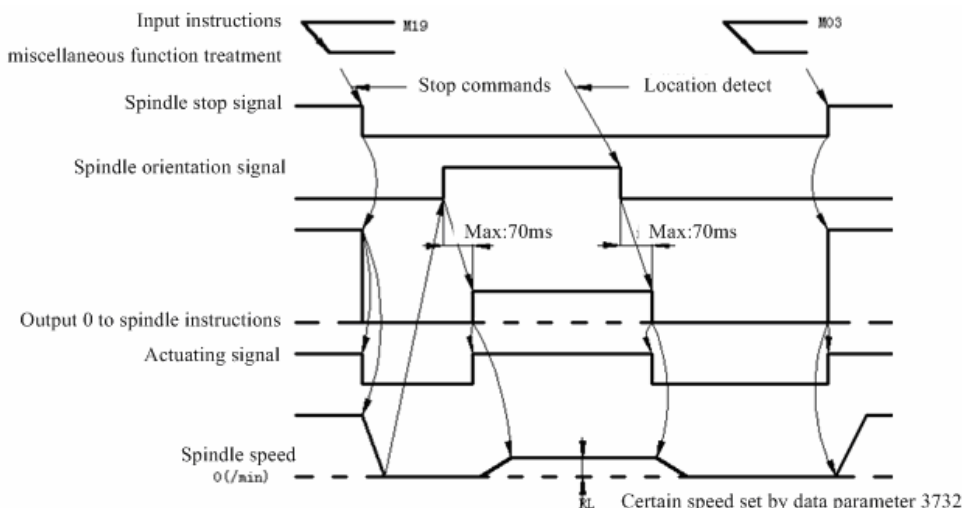 Input instructions
M19
M03
miscellaneous function treatment
Stop commands
Location detect
Spindle stop signal
Spindle orientation signal
Max:70ms
Max:70ms
Output 0 to spindle instructions
Actuating signal
Spindle speed
0(/min)
RL
Certain speed set by data parameter 3732